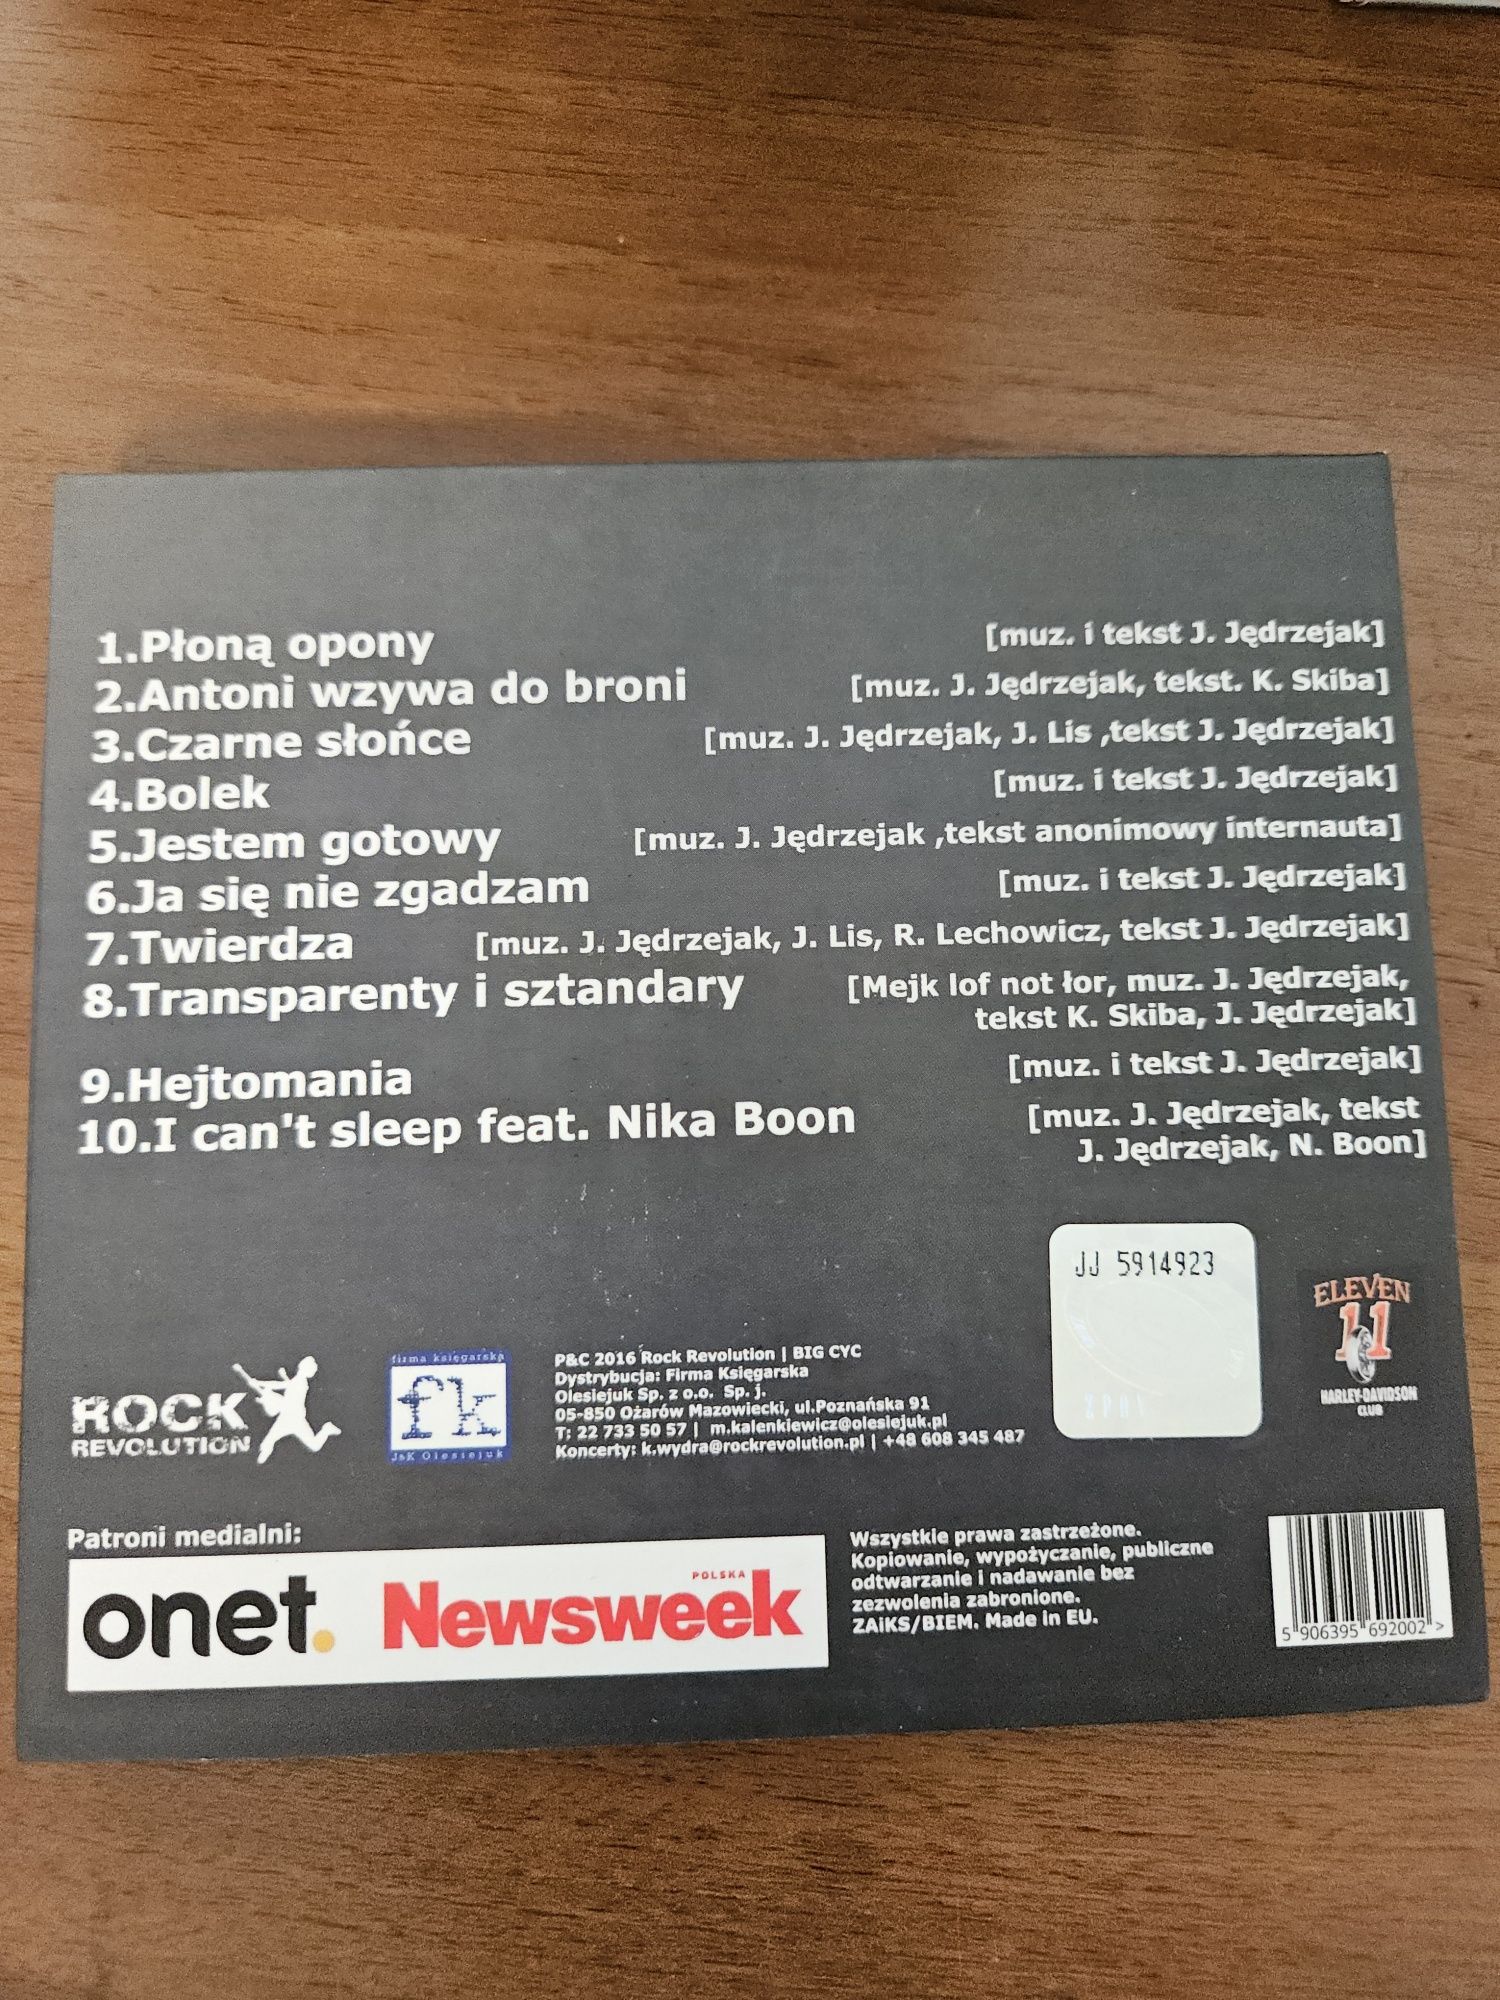 1.Płoną opony [muz. i tekst J. Jędrzejak]
2.Antoni wzywa do broni [muz. J. Jędrzejak, tekst. K. Skiba]
3.Czarne słońce [muz. J. Jędrzejak, J. Lis ,tekst J. Jędrzejak]
4.Bolek [muz. i tekst J. Jędrzejak]
5.Jestem gotowy [muz. J. Jędrzejak ,tekst anonimowy internauta]
6.Ja się nie zgadzam [muz. i tekst J. Jędrzejak]
7.Twierdza [muz. J. Jędrzejak, J. Lis, R. Lechowicz, tekst J. Jędrzejak]
8.Transparenty i sztandary [Mejk lof not łor, muz. J. Jędrzejak,
tekst K. Skiba, J. Jędrzejak]
9.Hejtomania [muz. i tekst J. Jędrzejak]
10.I can't sleep feat. Nika Boon [muz. J. Jędrzejak, tekst
J. Jędrzejak, N. Boon]
JJ 5914923
ELEVEN
11
HARLEY-DAVIDSON
CLUB
ROCK
REVOLUTION
firma księgarska
fk
J&K Olesiejuk
P&C 2016 Rock Revolution | BIG CYC
Dystrybucja: Firma Księgarska
Olesiejuk Sp. z o.o. Sp. j.
05-850 Ożarów Mazowiecki, ul.Poznańska 91
T: 22 733 50 57 | m.kalenkiewicz@olesiejuk.pl
Koncerty: k.wydra@rockrevolution.pl | +48 608 345 487
Patroni medialni:
onet.
Newsweek
POLSKA
Wszystkie prawa zastrzeżone.
Kopiowanie, wypożyczanie, publiczne
odtwarzanie i nadawanie bez
zezwolenia zabronione.
ZAiKS/BIEM. Made in EU.
5 906395 692002 >